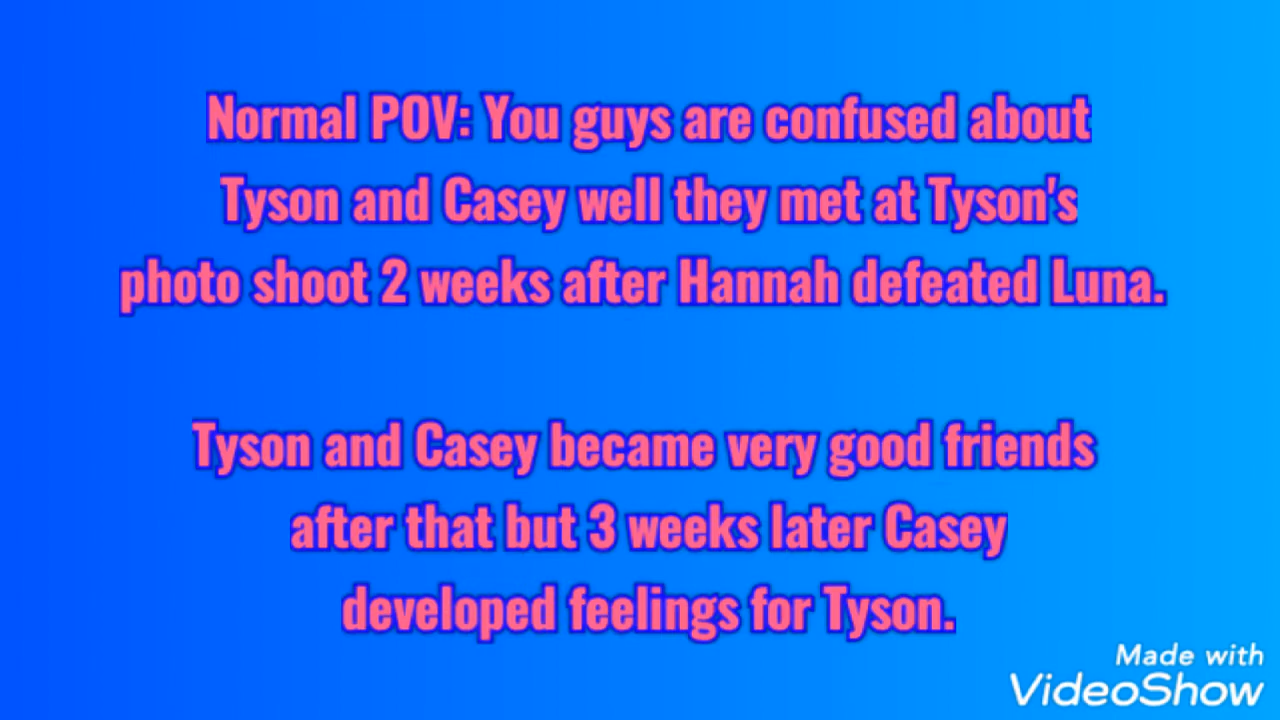 Normal POV: You guys are confused about
Tyson and Casey well they met at Tyson's
photo shoot 2 weeks after Hannah defeated Luna.
Tyson and Casey became very good friends
after that but 3 weeks later Casey
developed feelings for Tyson.
Made with
VideoShow